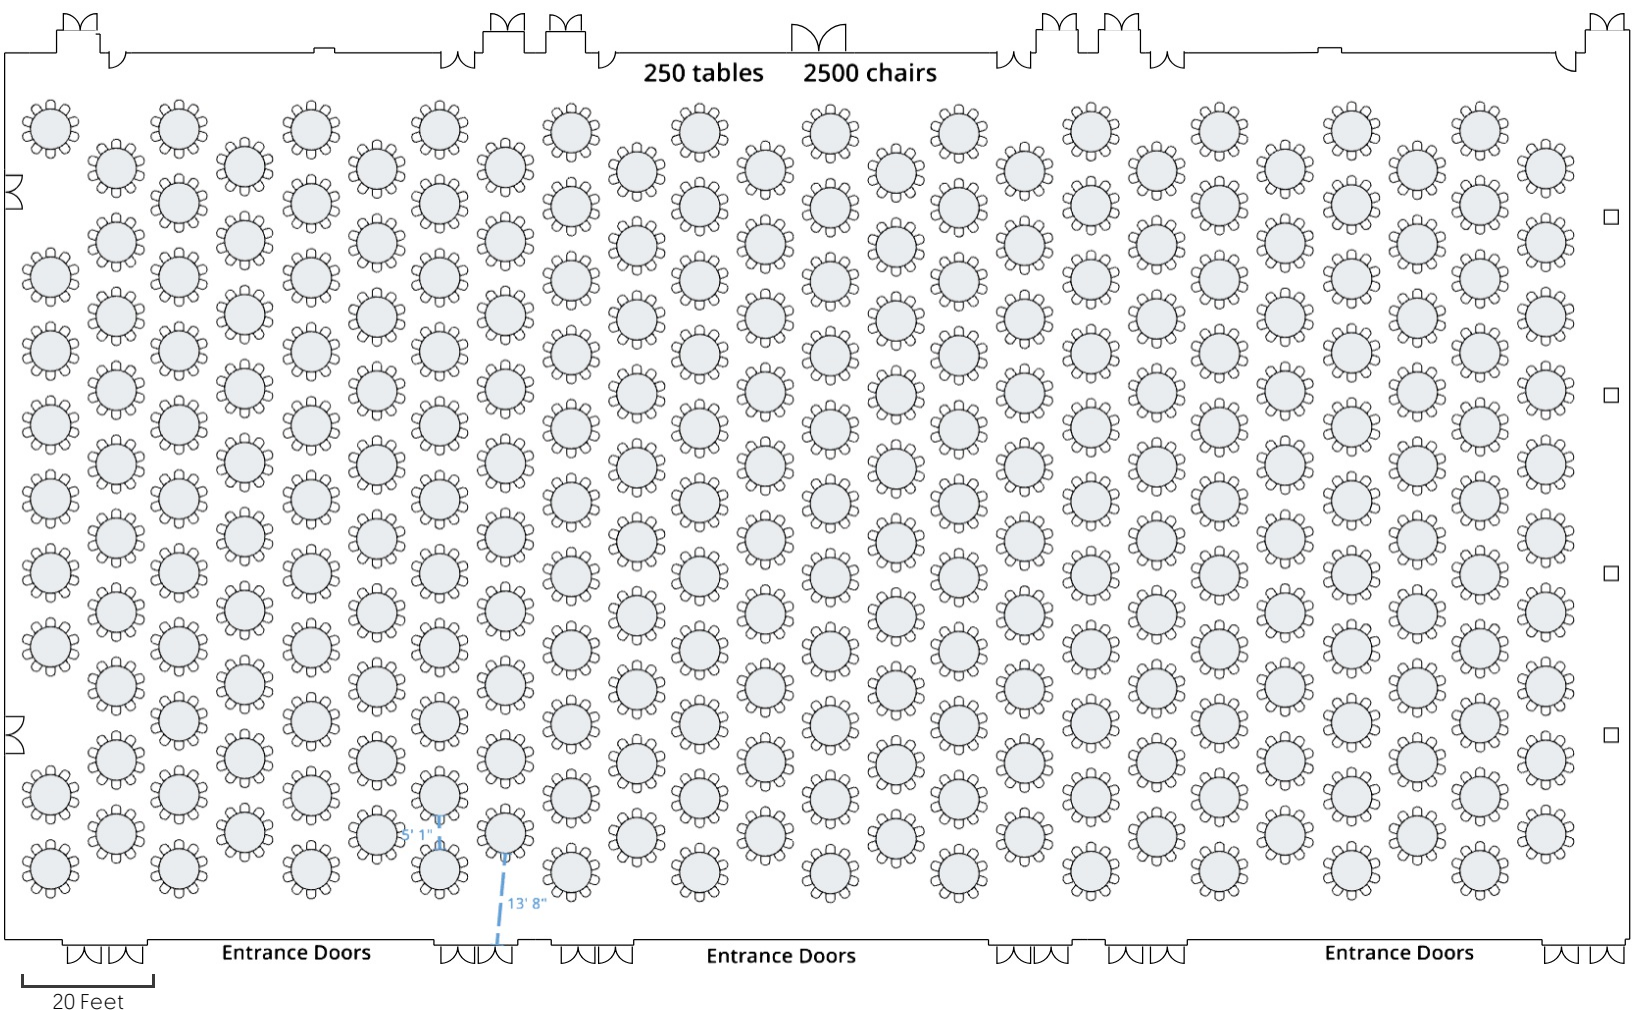 250 tables 2500 chairs
5' 1"
13' 8"
Entrance Doors
Entrance Doors
Entrance Doors
20 Feet